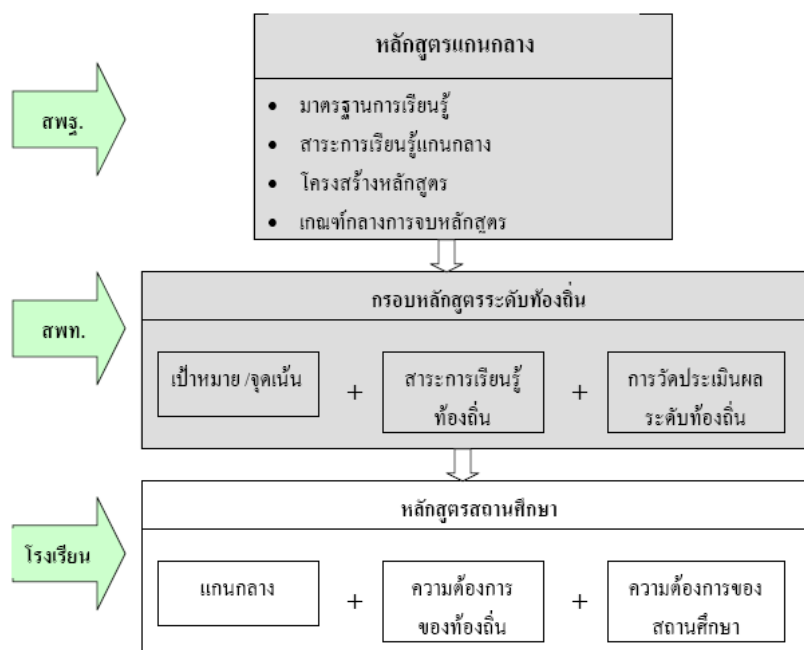 หลักสูตรแกนกลาง
สพฐ.
• มาตรฐานการเรียนรู้
• สาระการเรียนรู้แกนกลาง
• โครงสร้างหลักสูตร
• เกณฑ์กลางการจบหลักสูตร
กรอบหลักสูตรระดับท้องถิ่น
สพท.
เป้าหมาย /จุดเน้น + สาระการเรียนรู้ + การวัดประเมินผล
ท้องถิ่น ระดับท้องถิ่น
หลักสูตรสถานศึกษา
โรงเรียน
แกนกลาง + ความต้องการ + ความต้องการของ
ของท้องถิ่น สถานศึกษา